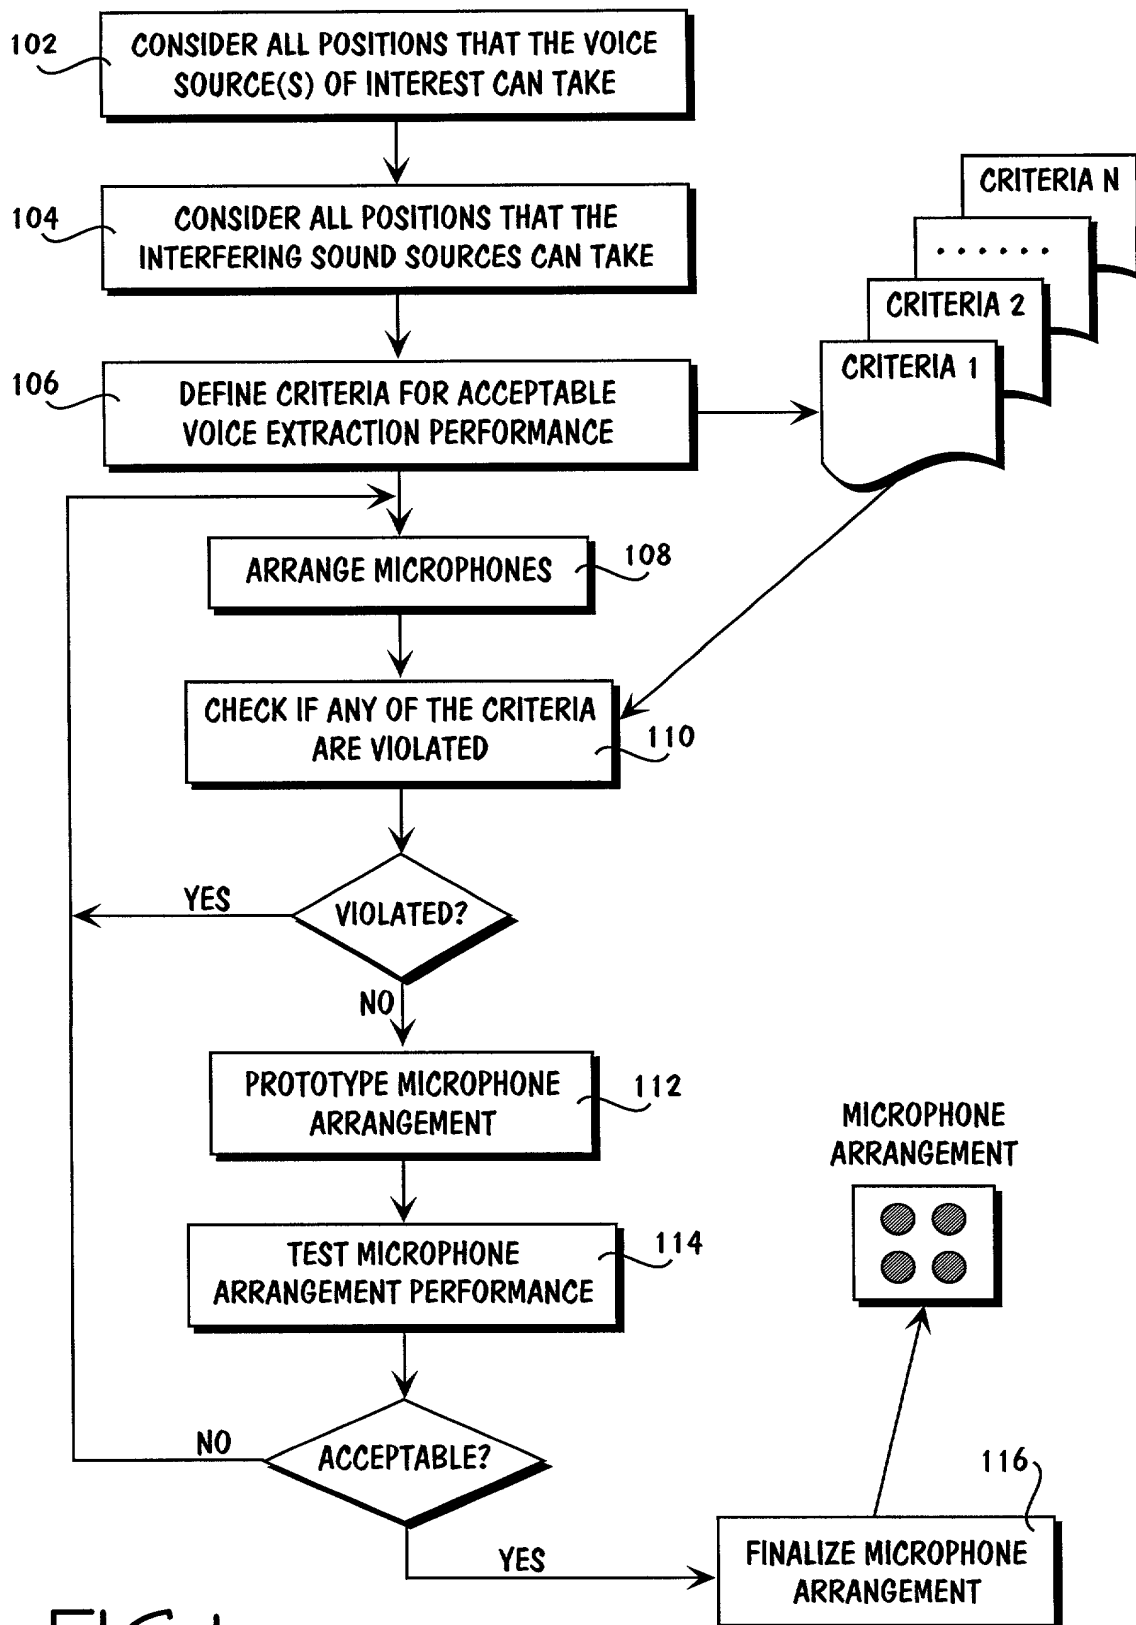 102
CONSIDER ALL POSITIONS THAT THE VOICE
SOURCE(S) OF INTEREST CAN TAKE
104
CONSIDER ALL POSITIONS THAT THE
INTERFERING SOUND SOURCES CAN TAKE
106
DEFINE CRITERIA FOR ACCEPTABLE
VOICE EXTRACTION PERFORMANCE
CRITERIA N
. . . . . .
CRITERIA 2
CRITERIA 1
ARRANGE MICROPHONES
108
CHECK IF ANY OF THE CRITERIA
ARE VIOLATED
110
YES
VIOLATED?
NO
PROTOTYPE MICROPHONE
ARRANGEMENT
112
MICROPHONE
ARRANGEMENT
TEST MICROPHONE
ARRANGEMENT PERFORMANCE
114
NO
ACCEPTABLE?
YES
116
FINALIZE MICROPHONE
ARRANGEMENT